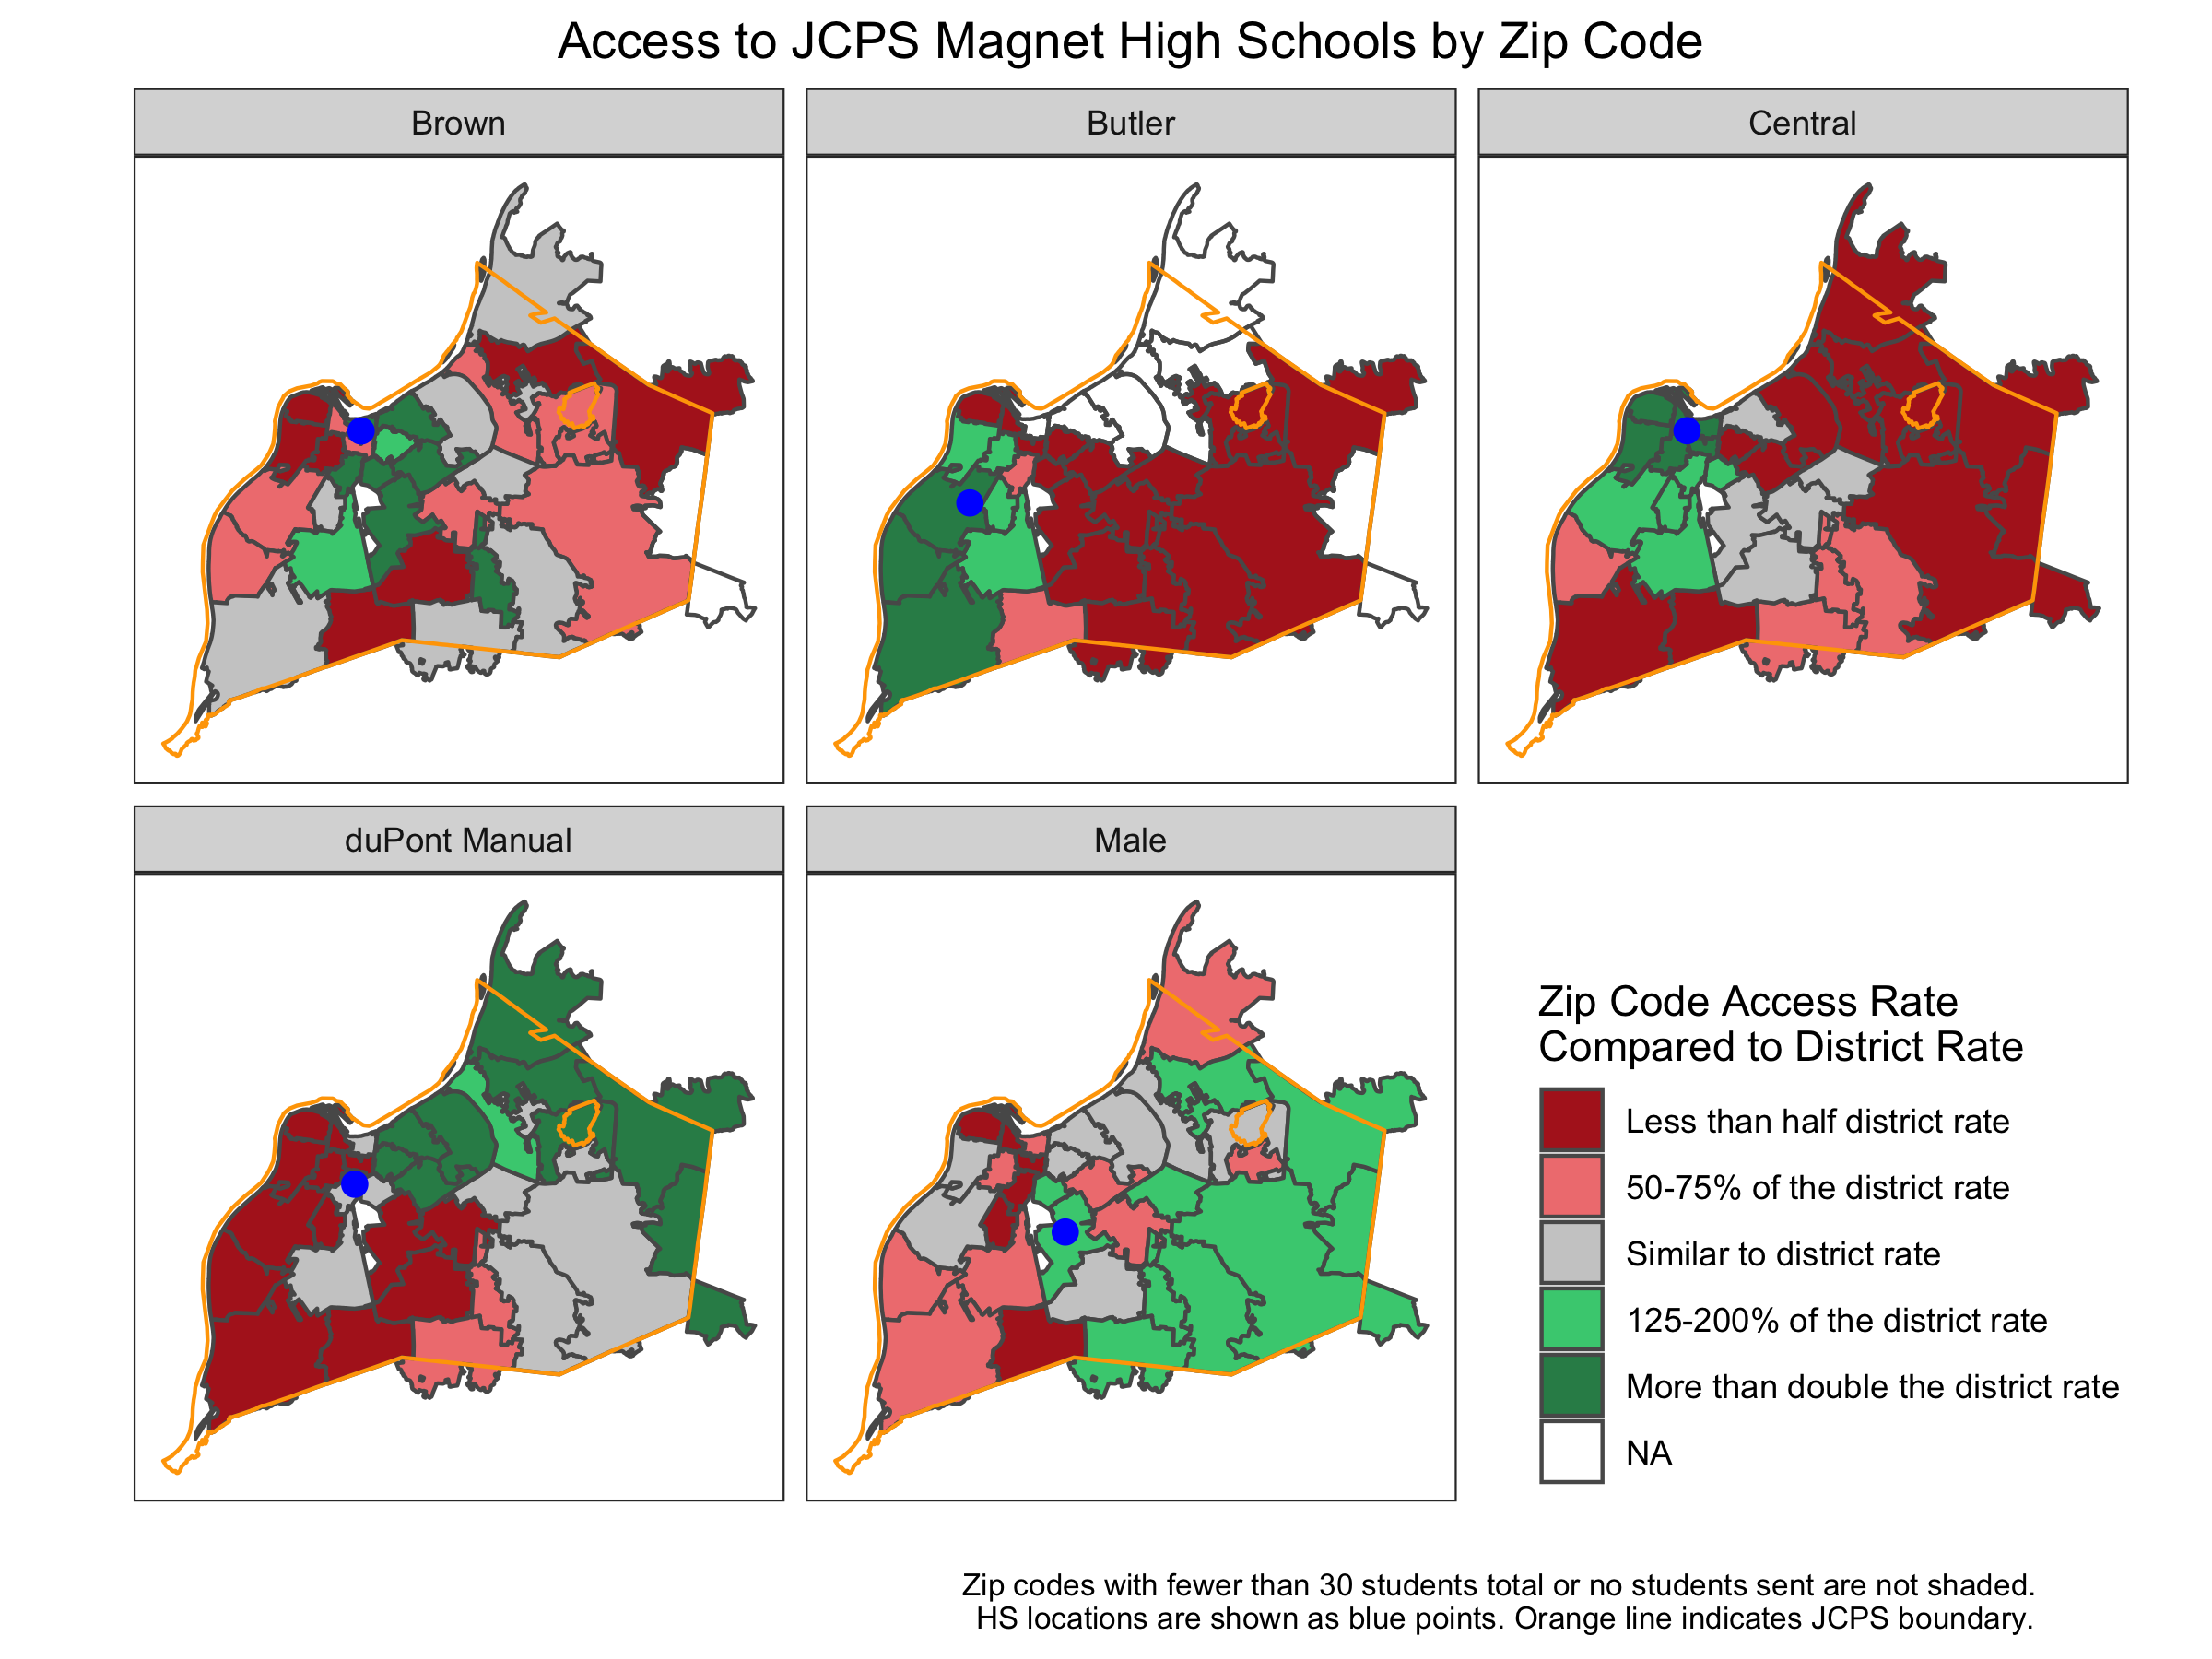 Access to JCPS Magnet High Schools by Zip Code
Brown
Butler
Central
duPont Manual
Male
Zip Code Access Rate
Compared to District Rate
Less than half district rate
50-75% of the district rate
Similar to district rate
125-200% of the district rate
More than double the district rate
NA
Zip codes with fewer than 30 students total or no students sent are not shaded.
HS locations are shown as blue points. Orange line indicates JCPS boundary.